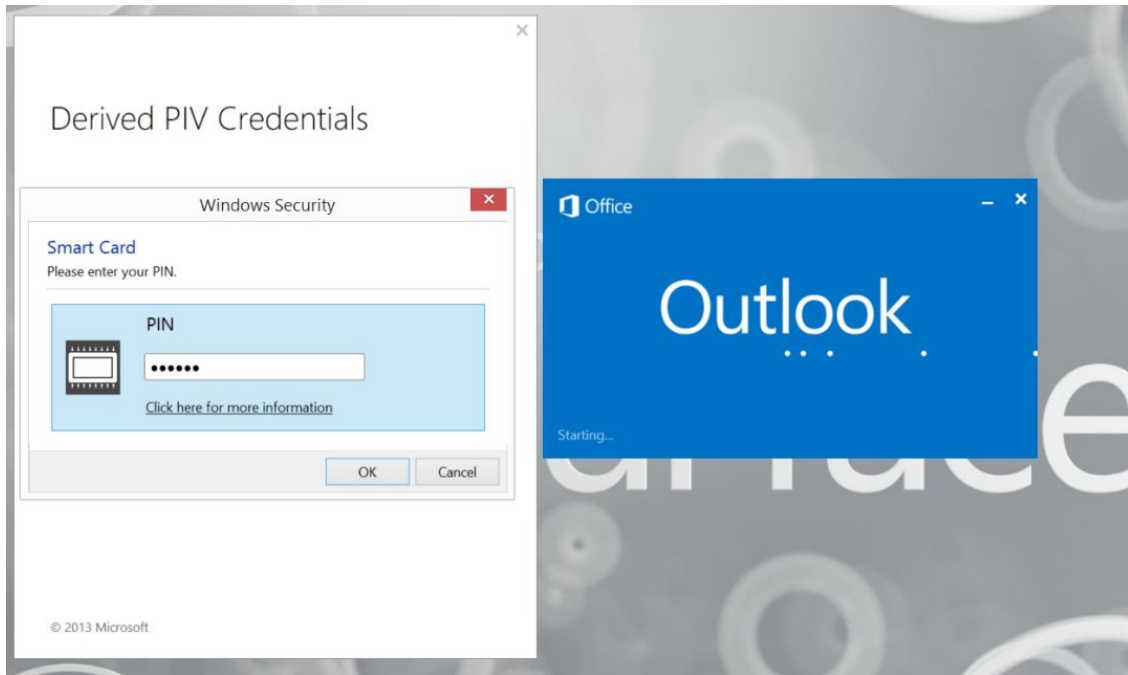 Derived PIV Credentials
Windows Security
Smart Card
Please enter your PIN.
PIN
••••••
Click here for more information
OK Cancel
© 2013 Microsoft
Office
Outlook
Starting...